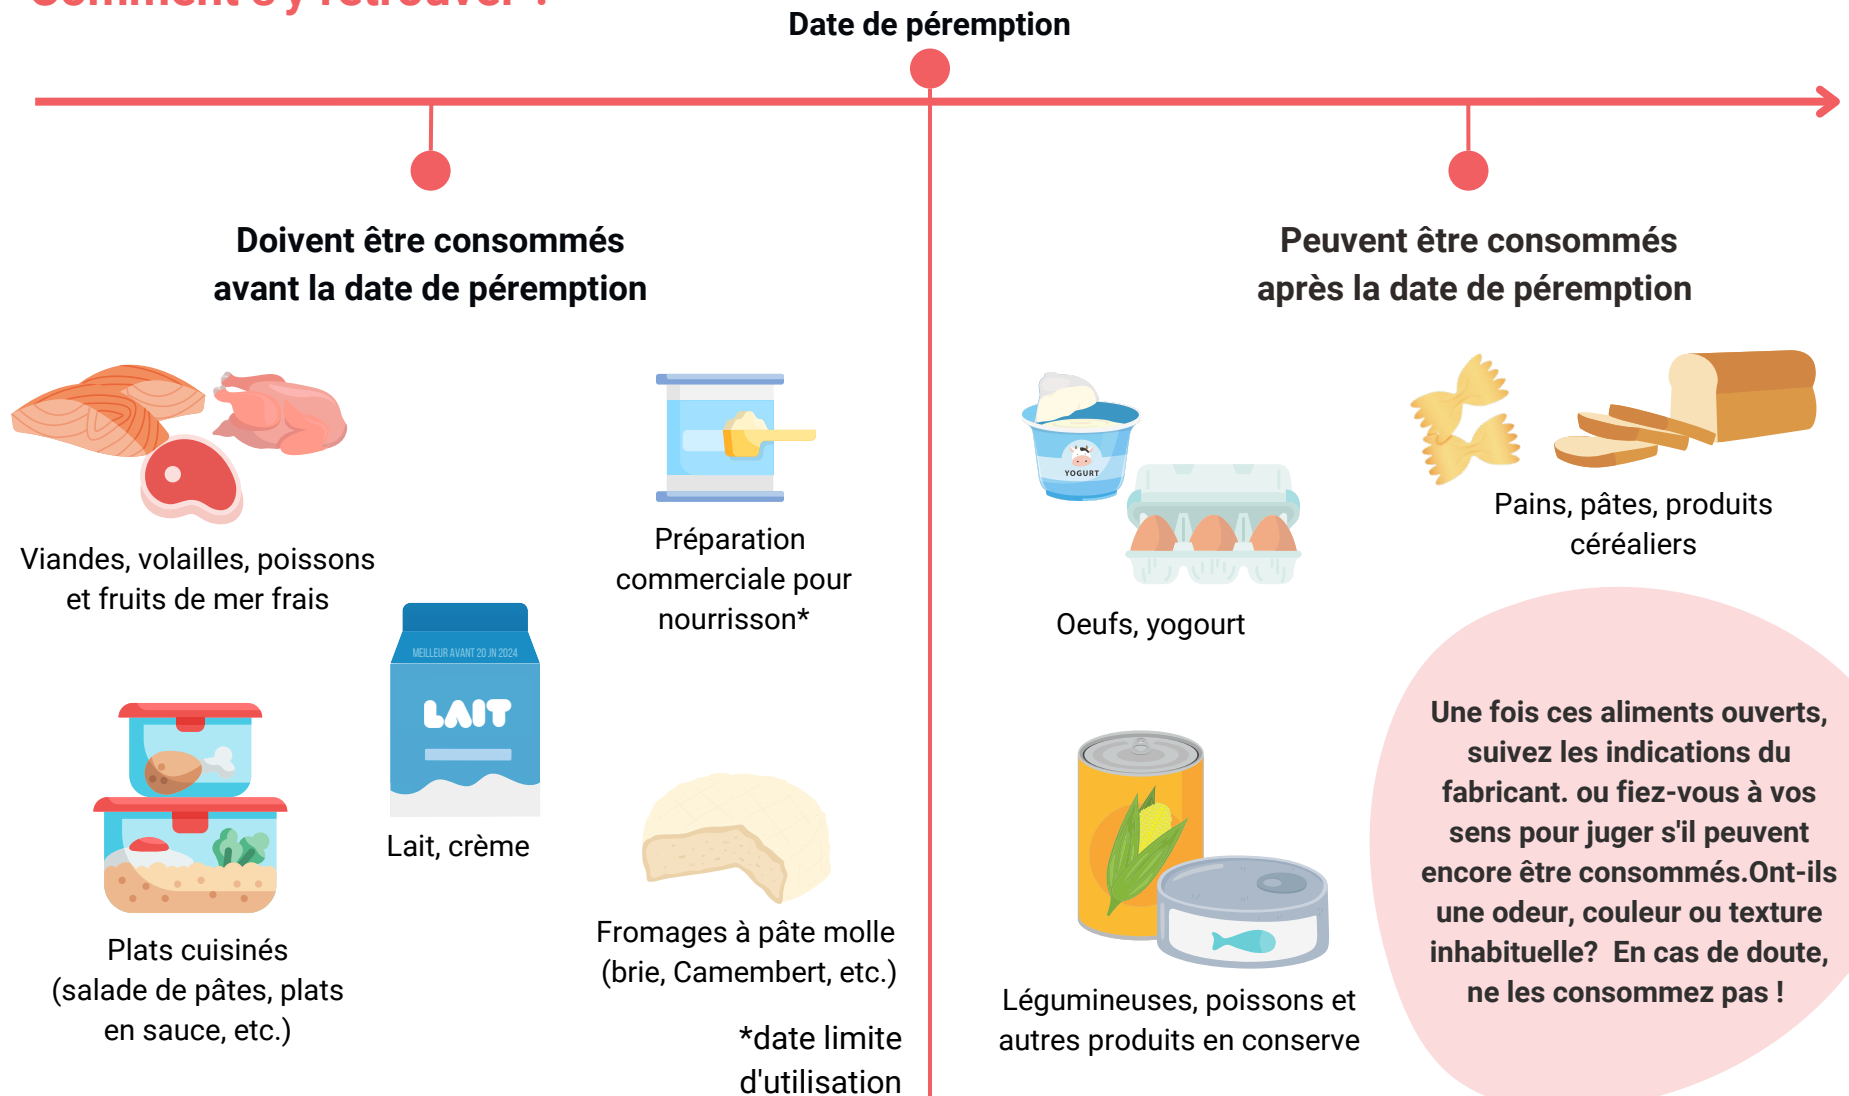 Comment s'y retrouver ?
Date de péremption
Doivent être consommés
avant la date de péremption
Viandes, volailles, poissons
et fruits de mer frais
Préparation
commerciale pour
nourrisson*
MEILLEUR AVANT 20 JN 2024
LAIT
Lait, crème
Plats cuisinés
(salade de pâtes, plats
en sauce, etc.)
Fromages à pâte molle
(brie, Camembert, etc.)
*date limite
d'utilisation
Peuvent être consommés
après la date de péremption
YOGURT
Oeufs, yogourt
Pains, pâtes, produits
céréaliers
Légumineuses, poissons et
autres produits en conserve
Une fois ces aliments ouverts,
suivez les indications du
fabricant. ou fiez-vous à vos
sens pour juger s'il peuvent
encore être consommés.Ont-ils
une odeur, couleur ou texture
inhabituelle?  En cas de doute,
ne les consommez pas !